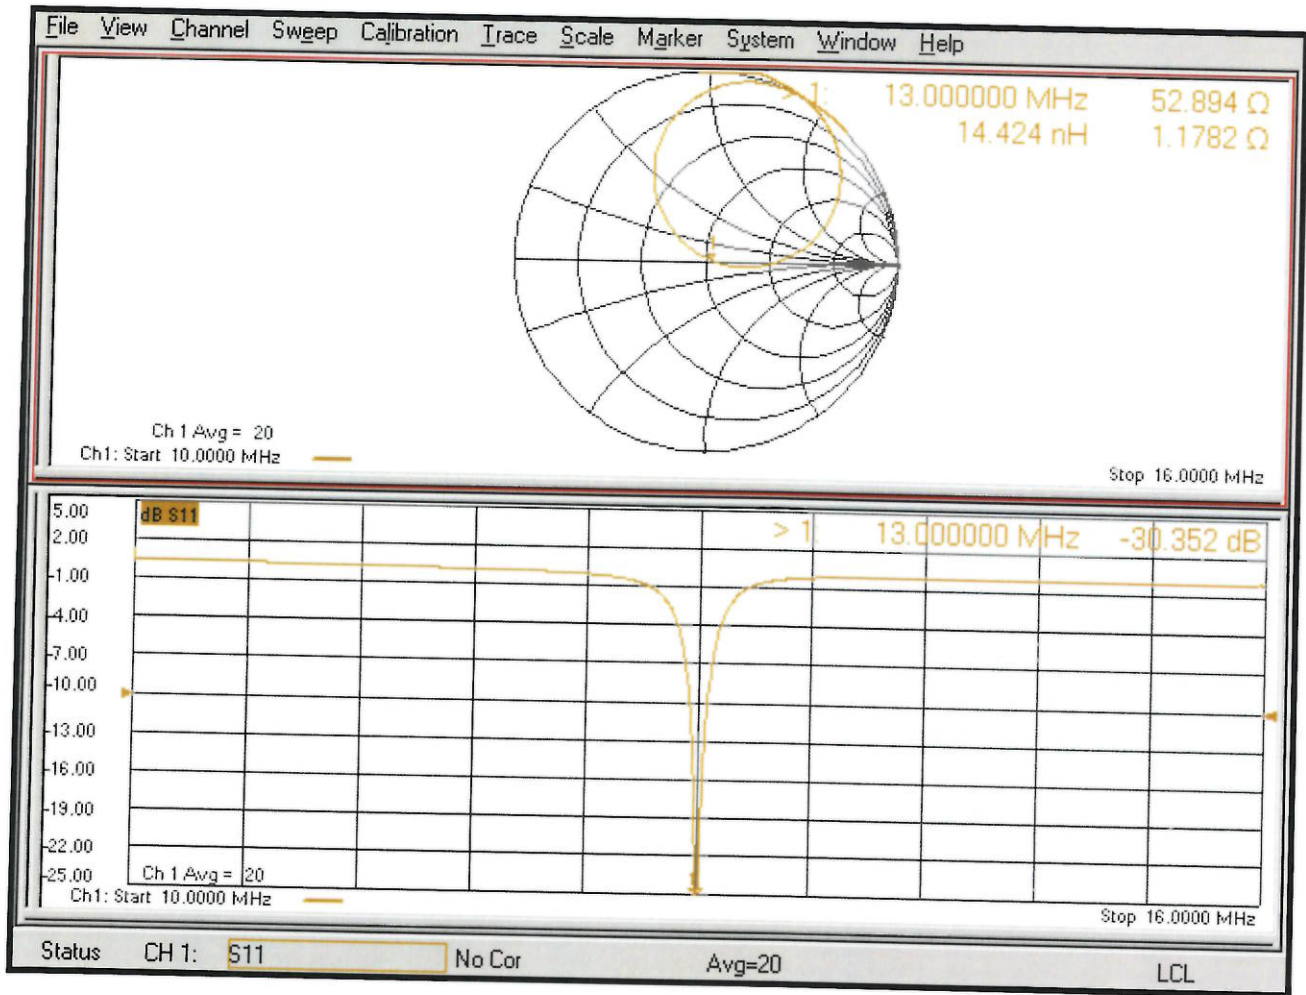 File View Channel Sweep Calibration Trace Scale Marker System Window Help
> 1: 13.000000 MHz 52.894 Ω
14.424 nH 1.1782 Ω
1
Ch 1 Avg = 20
Ch1: Start 10.0000 MHz
Stop 16.0000 MHz
5.00
dB S11
> 1: 13.000000 MHz -30.352 dB
2.00
-1.00
-4.00
-7.00
-10.00
-13.00
-16.00
-19.00
-22.00
-25.00
1
Ch 1 Avg = 20
Ch1: Start 10.0000 MHz
Stop 16.0000 MHz
Status CH 1: S11 No Cor Avg=20 LCL